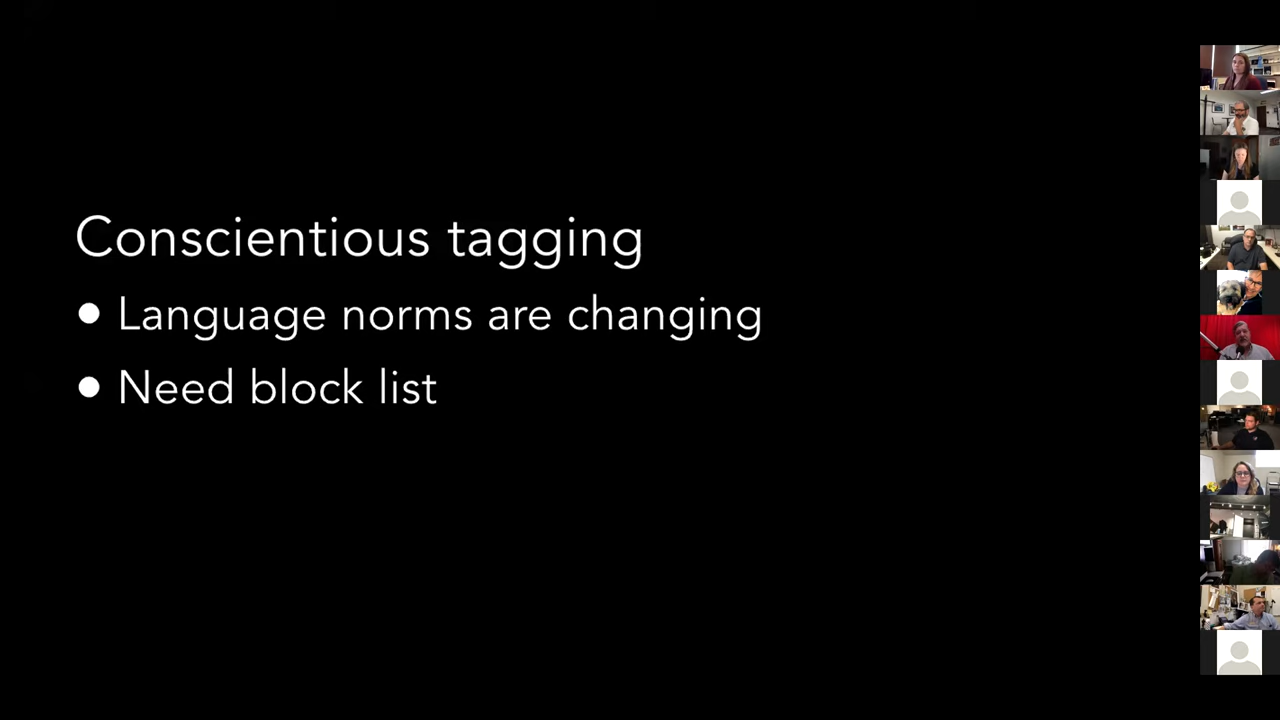 Conscientious tagging
● Language norms are changing
● Need block list